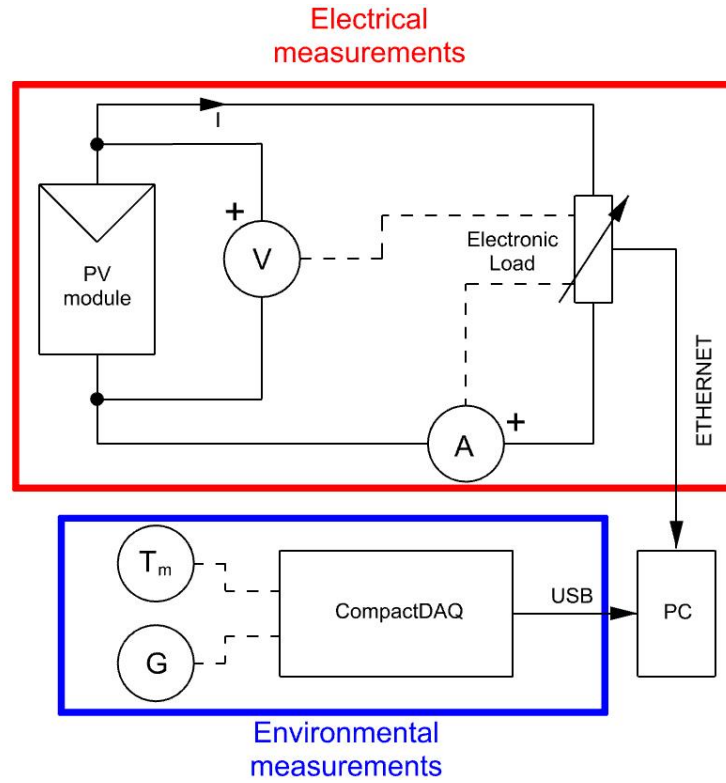 Electrical
measurements
I
+
V
PV
module
Electronic
Load
A
+
ETHERNET
Tm
G
CompactDAQ
USB
PC
Environmental
measurements